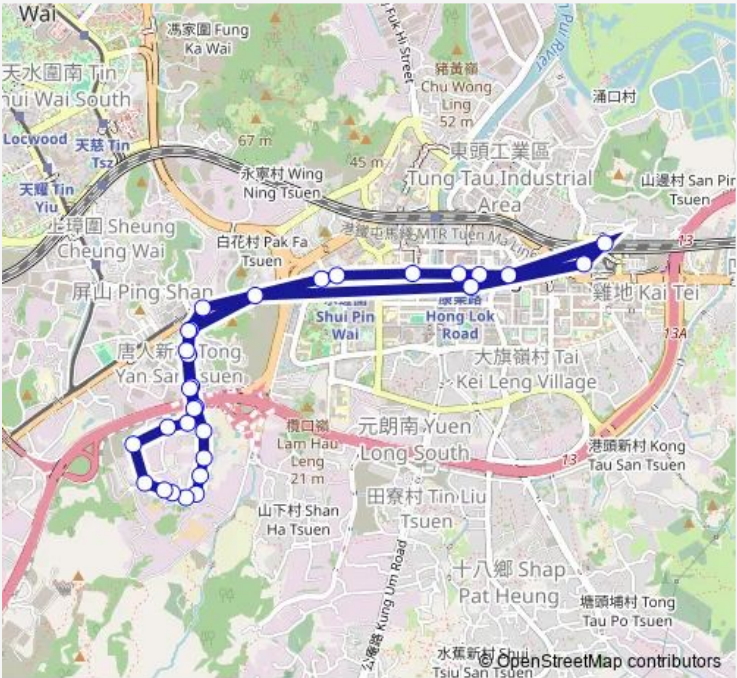 Wai
馮家圍 Fung
Ka Wai
Fuk Hi Street
Pui River
豬黃嶺
Chu Wong
Ling
52 m
涌口村
天水圍南 Tin
hui Wai South
Locwood
天慈 Tin
Tsz
67 m
45 m
東頭工業區
Tung Tau Industrial
Area
天耀 Tin
Yiu
永寧村 Wing
Ning Tsuen
山邊村 San Pin
Tsuen
上璋圍 Sheung
Cheung Wai
白花村 Pak Fa
Tsuen
港鐵屯馬綫 MTR Tuen Ma Line
13
屏山 Ping Shan
Shui Pin
Wai
康樂路
Hong Lok
Road
雞地 Kai Tei
13A
唐人新 Tong
Yan San Tsuen
大旗嶺村 Tai
Kei Leng Village
欖口嶺
Lam Hau
Leng
21 m
元朗南 Yuen
Long South
13
港頭新村 Kong
Tau San Tsuen
山下村 Shan
Ha Tsuen
田寮村 Tin Liu
Tsuen
公庵路 Kung Um Road
十八鄉 Shap
Pat Heung
塘頭埔村 Tong
Tau Po Tsuen
水蕉新村 Shui
Tsiu San Tsuen
© OpenStreetMap contributors